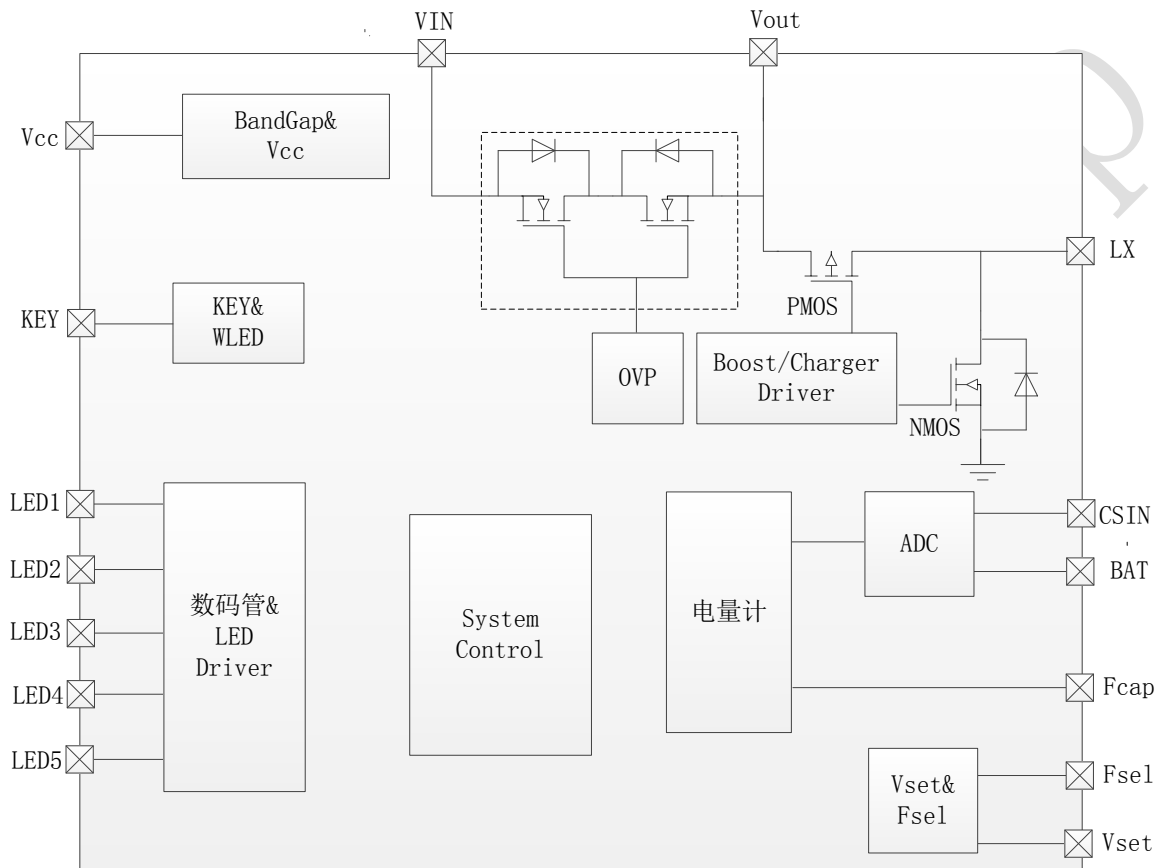 VIN
Vout
Vcc
BandGap&
Vcc
LX
KEY
KEY&
WLED
PMOS
OVP
Boost/Charger
Driver
NMOS
LED1
LED2
LED3
LED4
LED5
数码管&
LED
Driver
System
Control
电量计
ADC
CSIN
BAT
Fcap
Vset&
Fsel
Fsel
Vset